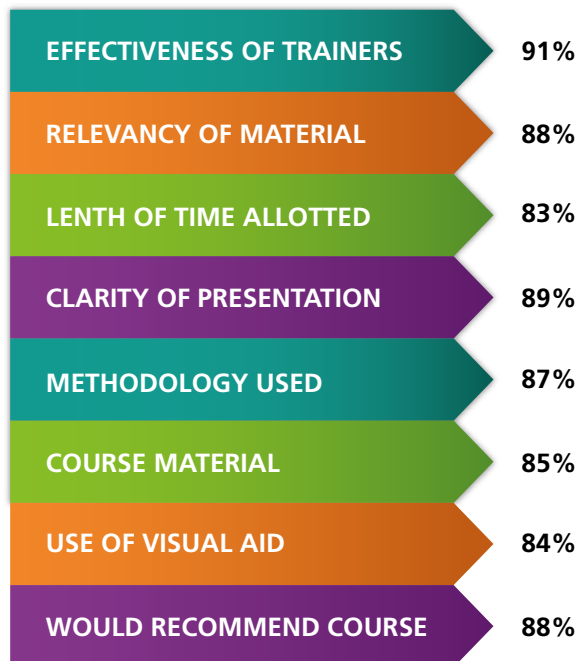 EFFECTIVENESS OF TRAINERS 91%
RELEVANCY OF MATERIAL 88%
LENTH OF TIME ALLOTTED 83%
CLARITY OF PRESENTATION 89%
METHODOLOGY USED 87%
COURSE MATERIAL 85%
USE OF VISUAL AID 84%
WOULD RECOMMEND COURSE 88%